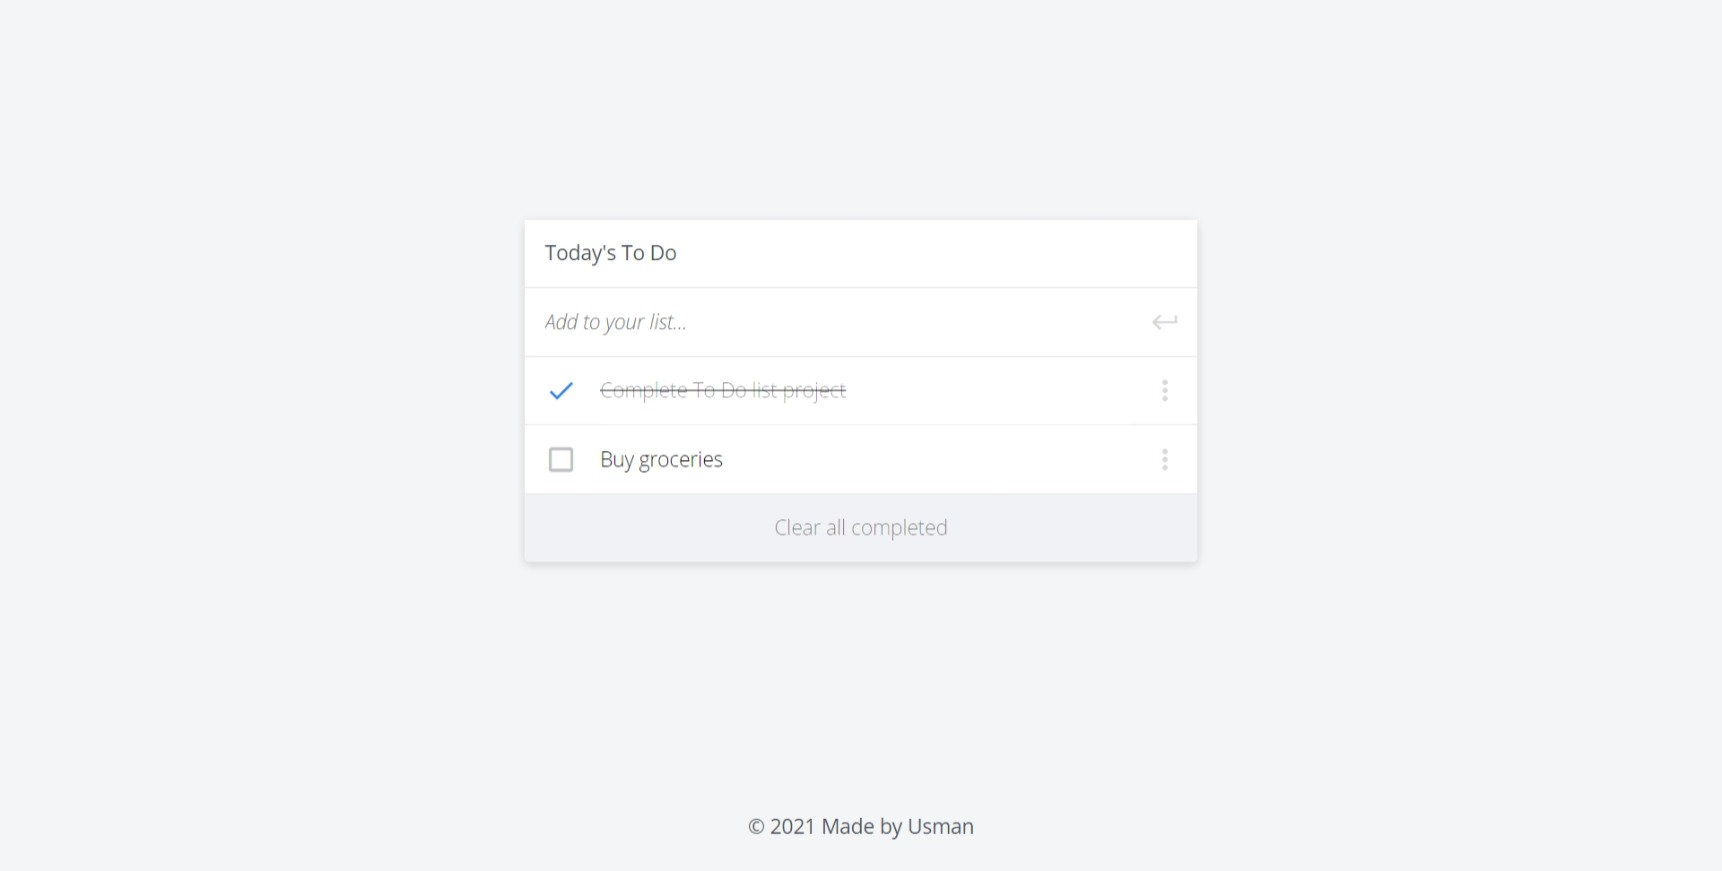 Today's To Do
Add to your list...
Complete To Do list project
Buy groceries
Clear all completed
© 2021 Made by Usman